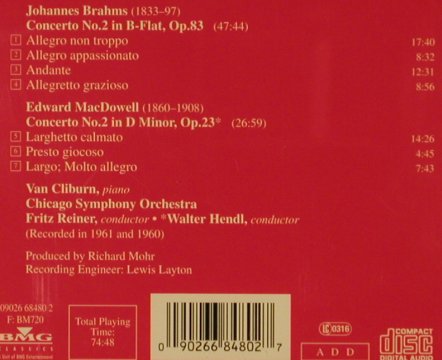 Johannes Brahms (1833–97)
Concerto No.2 in B-Flat, Op.83 (47:44)
1 Allegro non troppo 17:40
2 Allegro appassionato 8:32
3 Andante 12:31
4 Allegretto grazioso 8:56
Edward MacDowell (1860–1908)
Concerto No.2 in D Minor, Op.23* (26:59)
5 Larghetto calmato 14:26
6 Presto giocoso 4:45
7 Largo; Molto allegro 7:43
Van Cliburn, piano
Chicago Symphony Orchestra
Fritz Reiner, conductor • *Walter Hendl, conductor
(Recorded in 1961 and 1960)
Produced by Richard Mohr
Recording Engineer: Lewis Layton
09026 68480 2
F: BM720
BMG
CLASSICS
Total Playing
Time:
74:48
0 90266 84802 7
LC 0316
ADD
COMPACT
disc
DIGITAL AUDIO